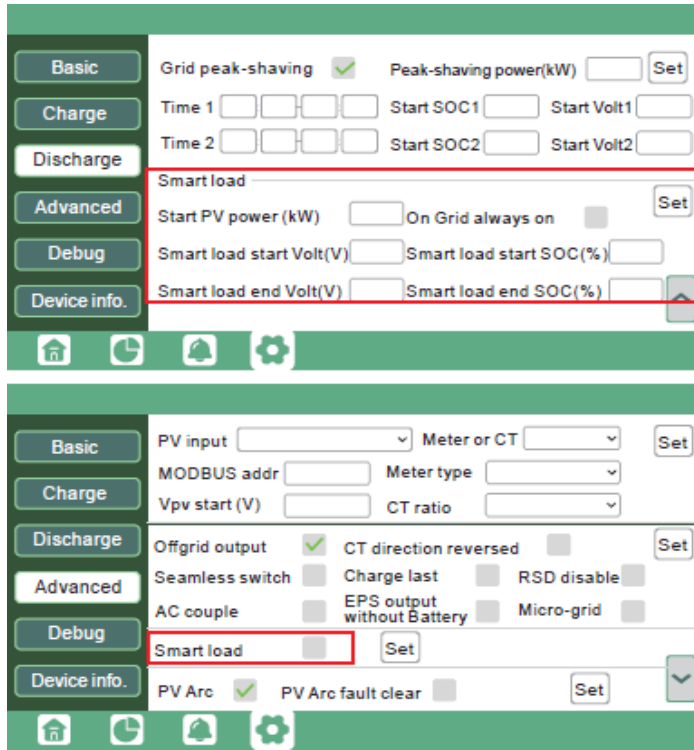 Basic
Charge
Discharge
Advanced
Debug
Device info.
Grid peak-shaving Peak-shaving power(kW) Set
Time 1 : - : Start SOC1 Start Volt1
Time 2 : - : Start SOC2 Start Volt2
Smart load
Set
Start PV power (kW) On Grid always on
Smart load start Volt(V) Smart load start SOC(%)
Smart load end Volt(V) Smart load end SOC(%)
Basic
Charge
Discharge
Advanced
Debug
Device info.
PV input Meter or CT Set
MODBUS addr Meter type
Vpv start (V) CT ratio
Offgrid output CT direction reversed Set
Seamless switch Charge last RSD disable
AC couple EPS output without Battery Micro-grid
Smart load Set
PV Arc PV Arc fault clear Set